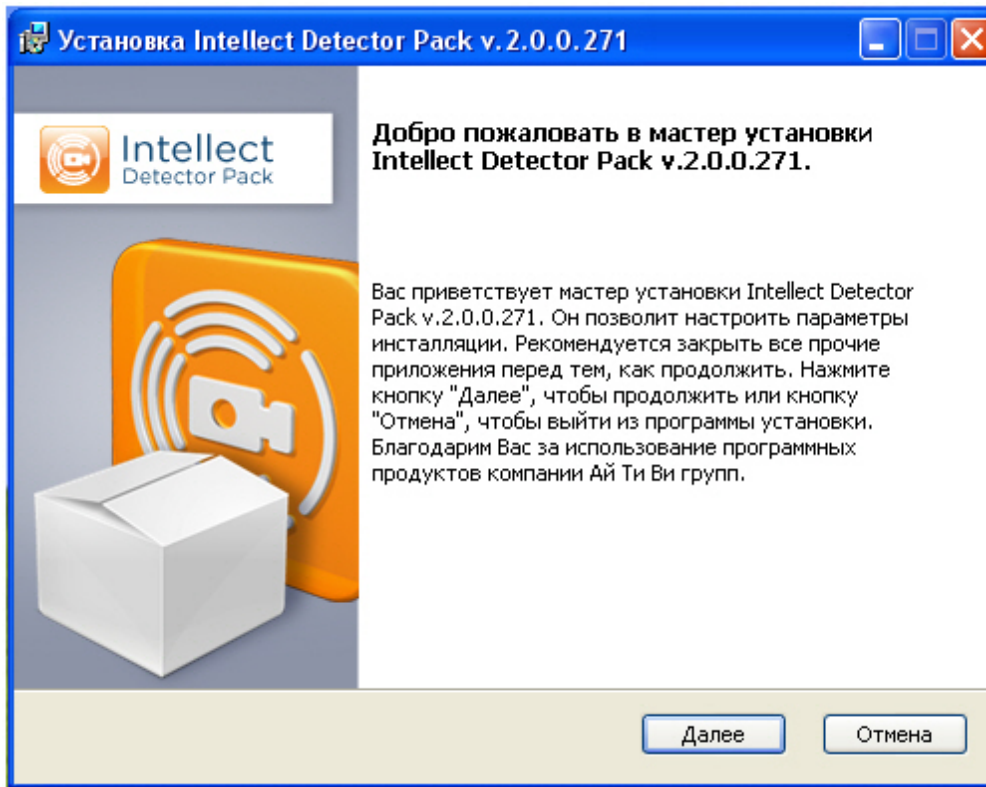 Установка Intellect Detector Pack v.2.0.0.271
Intellect
Detector Pack
Добро пожаловать в мастер установки
Intellect Detector Pack v.2.0.0.271.
Вас приветствует мастер установки Intellect Detector
Pack v.2.0.0.271. Он позволит настроить параметры
инсталляции. Рекомендуется закрыть все прочие
приложения перед тем, как продолжить. Нажмите
кнопку "Далее", чтобы продолжить или кнопку
"Отмена", чтобы выйти из программы установки.
Благодарим Вас за использование программных
продуктов компании Ай Ти Ви групп.
Далее
Отмена